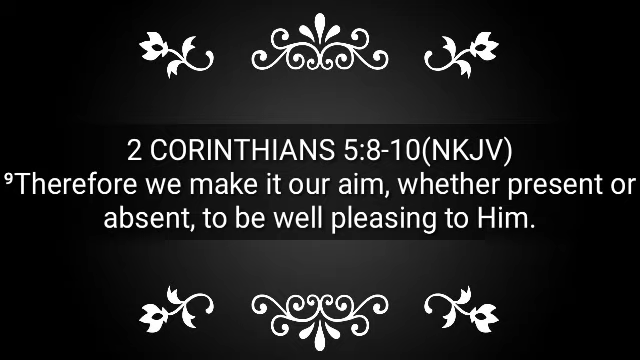 2 CORINTHIANS 5:8-10(NKJV)
⁹Therefore we make it our aim, whether present or
absent, to be well pleasing to Him.